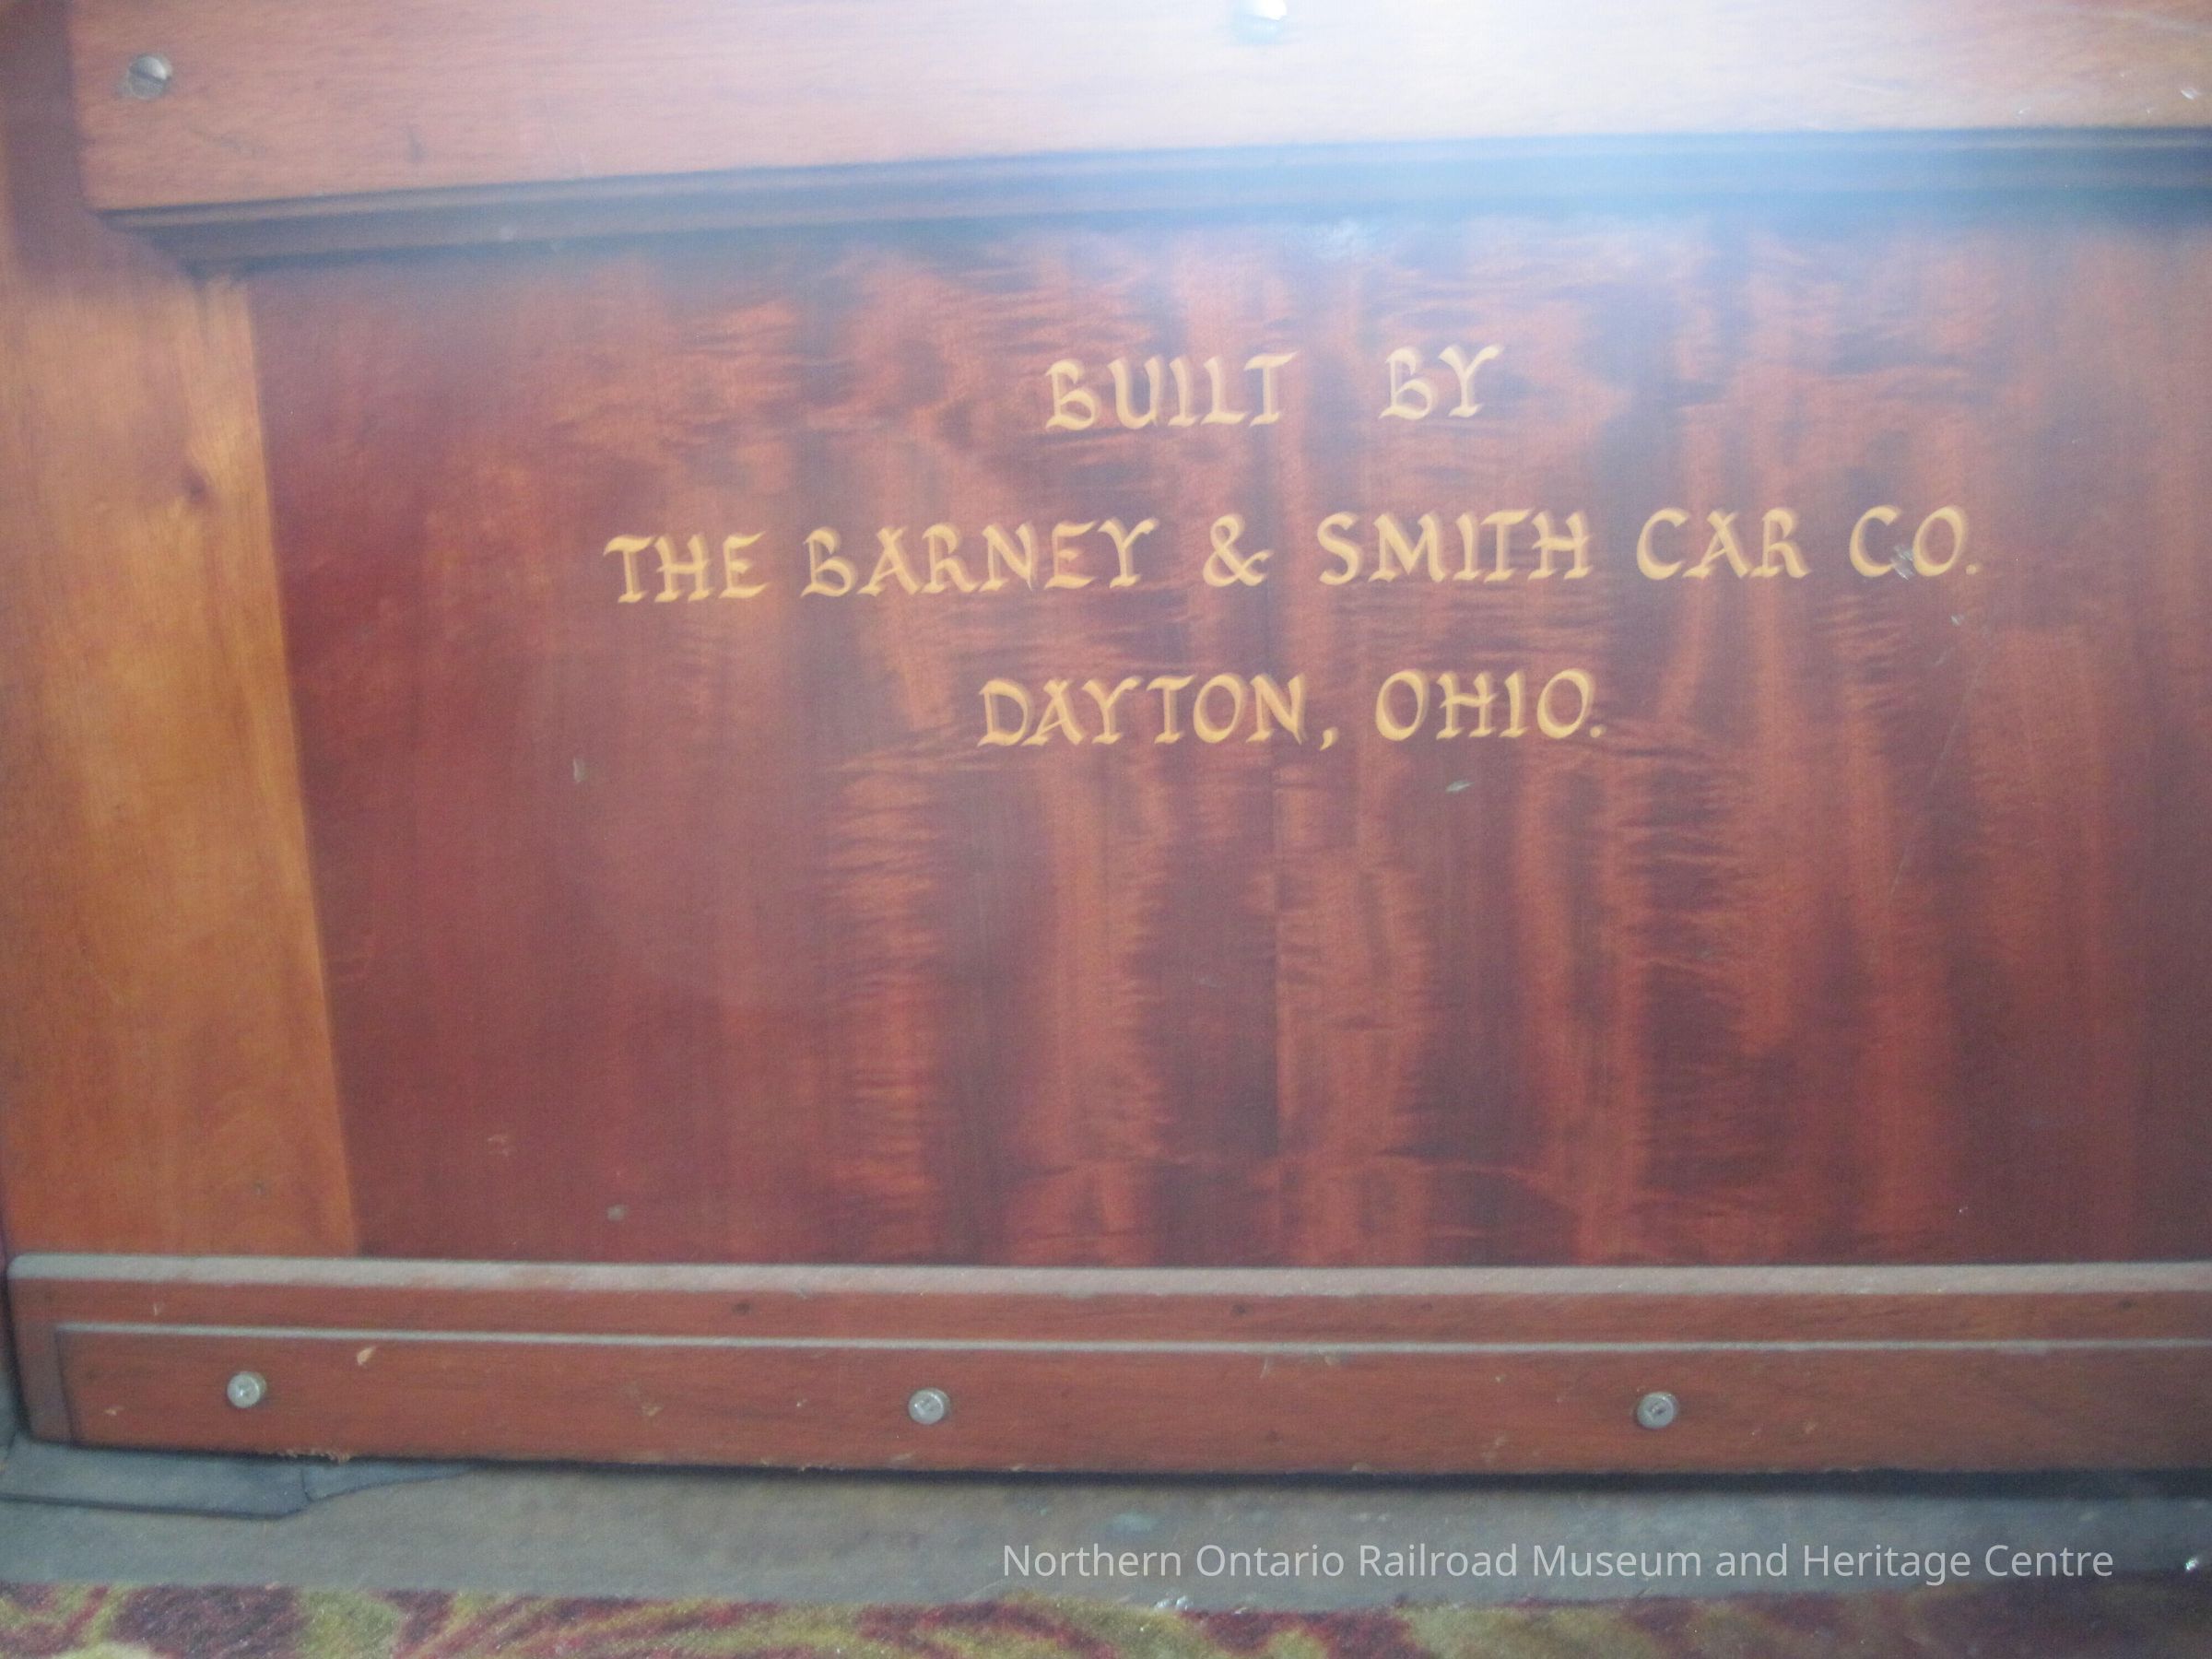 BUILT BY
THE BARNEY & SMITH CAR CO.
DAYTON, OHIO.
Northern Ontario Railroad Museum and Heritage Centre